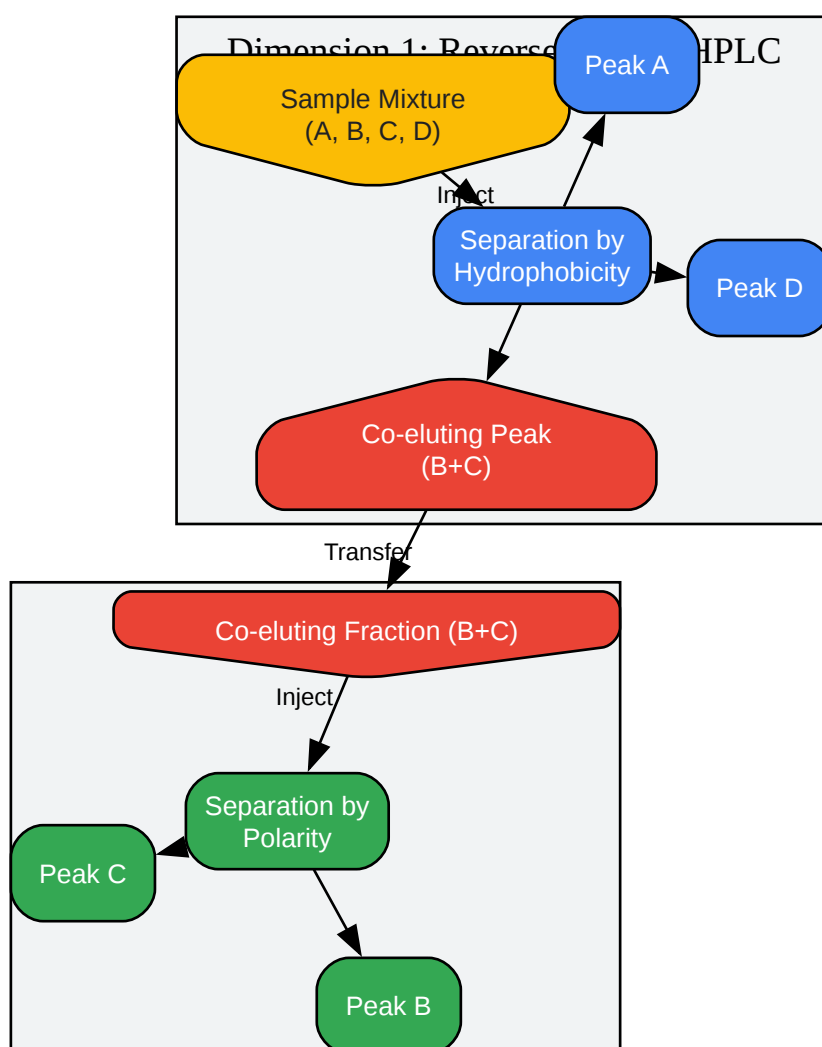 Dimension 1: Reverse HPLC
Peak A
Sample Mixture
(A, B, C, D)
Inject
Separation by
Hydrophobicity
Peak D
Co-eluting Peak
(B+C)
Transfer
Co-eluting Fraction (B+C)
Inject
Separation by
Polarity
Peak C
Peak B